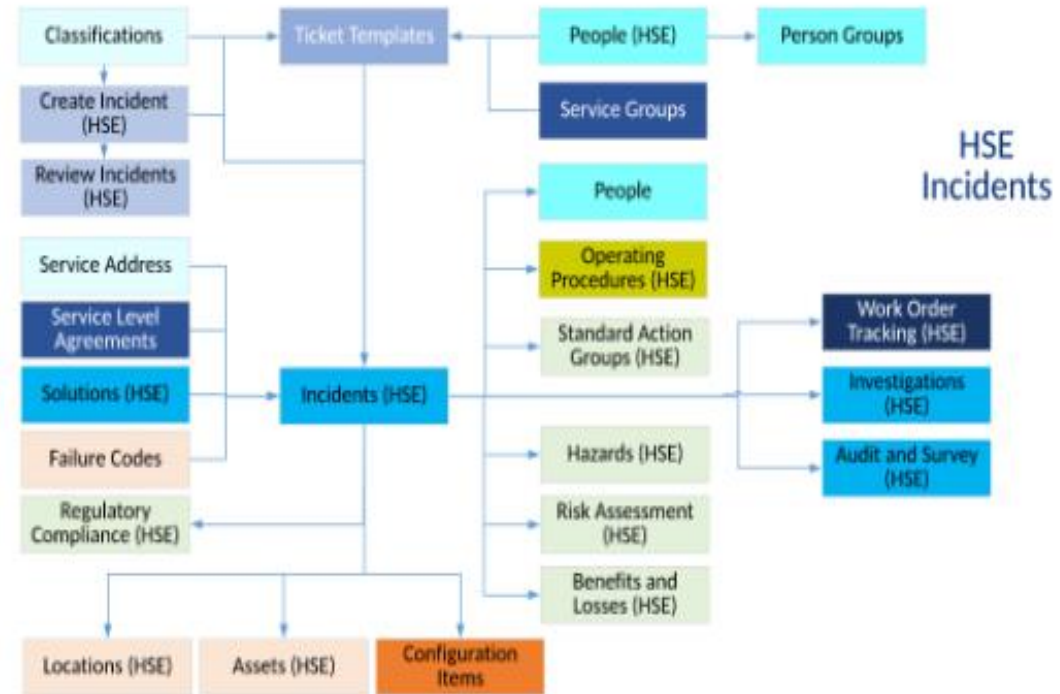 Classifications
Ticket Templates
People (HSE)
Person Groups
Create Incident
(HSE)
Service Groups
Review Incidents
(HSE)
HSE
Incidents
People
Service Address
Operating
Procedures (HSE)
Service Level
Agreements
Standard Action
Groups (HSE)
Work Order
Tracking (HSE)
Solutions (HSE)
Incidents (HSE)
Investigations
(HSE)
Failure Codes
Hazards (HSE)
Audit and Survey
(HSE)
Regulatory
Compliance (HSE)
Risk Assessment
(HSE)
Benefits and
Losses (HSE)
Locations (HSE)
Assets (HSE)
Configuration
Items